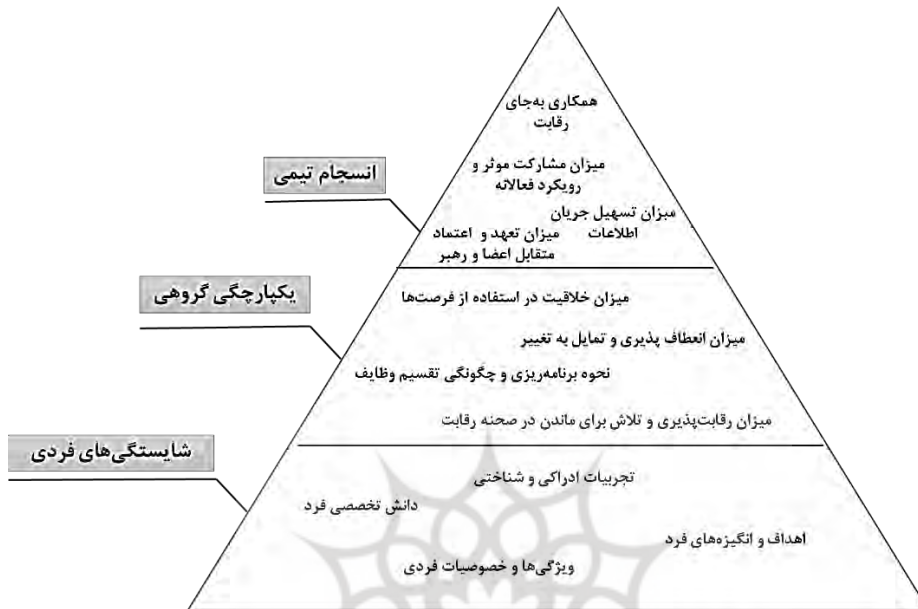 همکاری به‌جای
رقابت
انسجام تیمی
میزان مشارکت موثر و
رویکرد فعالانه
میزان تسهیل جریان
اطلاعات
میزان تعهد و اعتماد
متقابل اعضا و رهبر
یکپارچگی گروهی
میزان خلاقیت در استفاده از فرصت‌ها
میزان انعطاف پذیری و تمایل به تغییر
نحوه برنامه‌ریزی و چگونگی تقسیم وظایف
میزان رقابت‌پذیری و تلاش برای ماندن در صحنه رقابت
شایستگی‌های فردی
تجربیات ادراکی و شناختی
دانش تخصصی فرد
اهداف و انگیزه‌های فرد
ویژگی‌ها و خصوصیات فردی